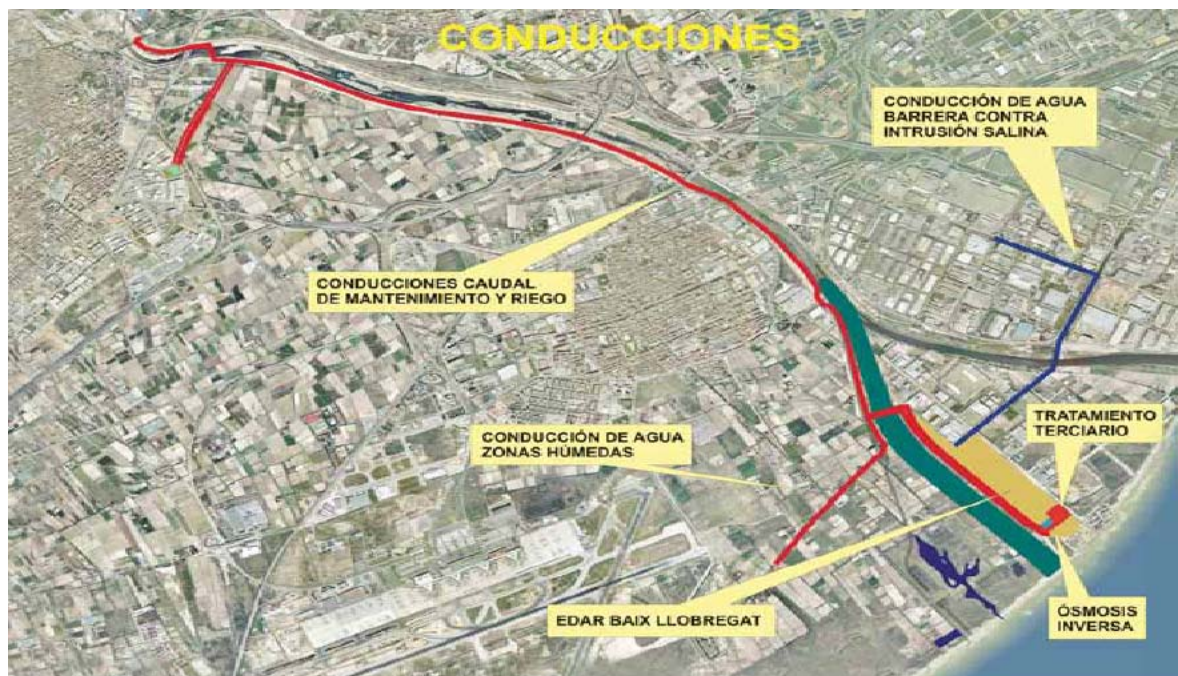 CONDUCCIONES
CONDUCCIÓN DE AGUA
BARRERA CONTRA
INTRUSIÓN SALINA
CONDUCCIONES CAUDAL
DE MANTENIMIENTO Y RIEGO
CONDUCCIÓN DE AGUA
ZONAS HÚMEDAS
TRATAMIENTO
TERCIARIO
EDAR BAIX LLOBREGAT
ÓSMOSIS
INVERSA